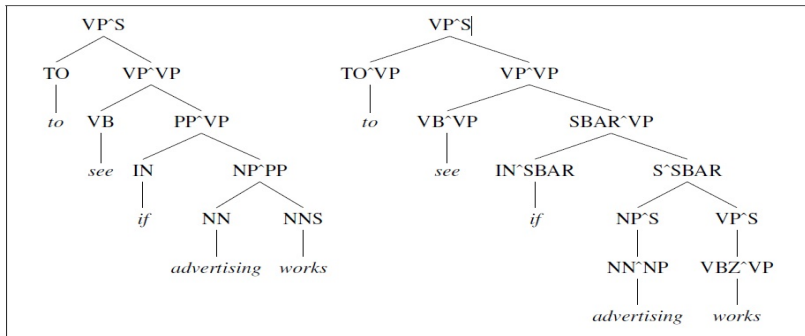 VP^S VP^S
TO VP^VP TO^VP VP^VP
to VB PP^VP to VB^VP SBAR^VP
see IN NP^PP see IN^SBAR S^SBAR
if NN NNS if NP^S VP^S
advertising works NN^NP VBZ^VP
advertising works